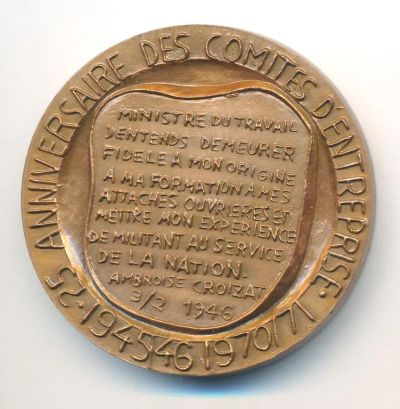 25 ANNIVERSAIRE DES COMITES D'ENTREPRISE · 1945 46 1970/71
MINISTRE DU TRAVAIL
J'ENTENDS DEMEURER
FIDELE A MON ORIGINE
A MA FORMATION A MES
ATTACHES OUVRIERES ET
METTRE MON EXPERIENCE
DE MILITANT AU SERVICE
DE LA NATION.
AMBROISE CROIZAT
3/2 1946